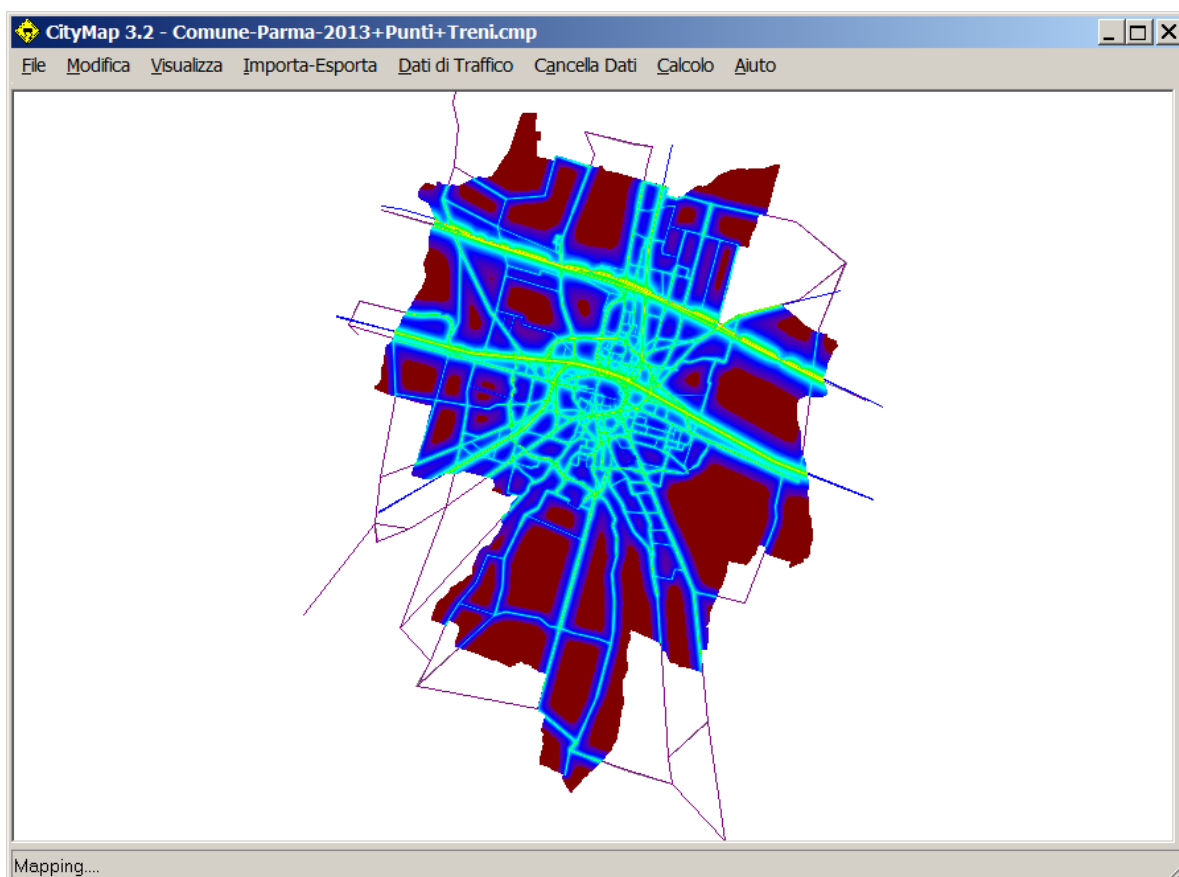 CityMap 3.2 - Comune-Parma-2013+Punti+Treni.cmp
File Modifica Visualizza Importa-Esporta Dati di Traffico Cancella Dati Calcolo Aiuto
Mapping....